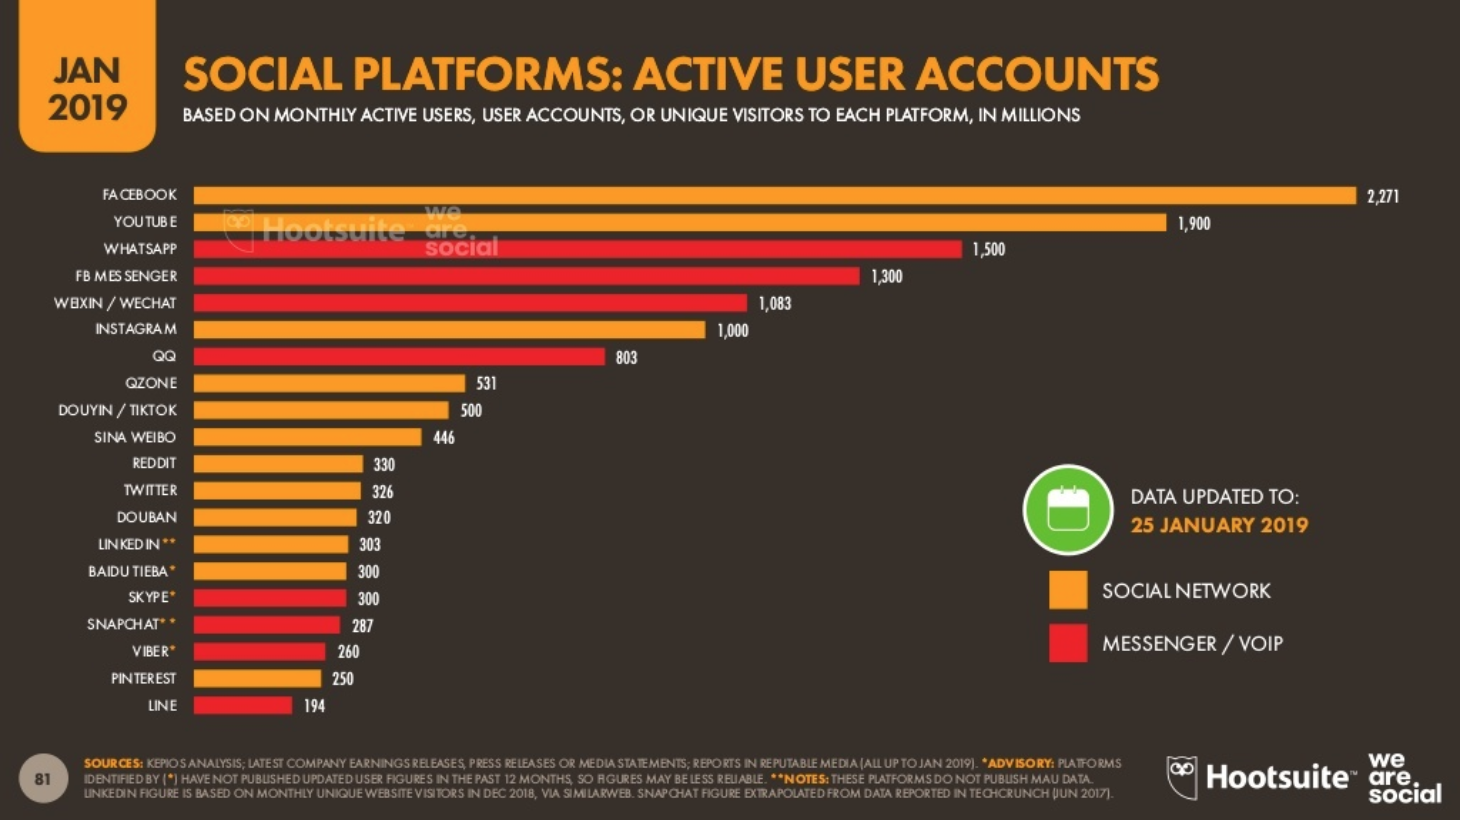 JAN
2019
SOCIAL PLATFORMS: ACTIVE USER ACCOUNTS
BASED ON MONTHLY ACTIVE USERS, USER ACCOUNTS, OR UNIQUE VISITORS TO EACH PLATFORM, IN MILLIONS
FACEBOOK 2,271
YOUTUBE 1,900
WHATSAPP 1,500
FB MESSENGER 1,300
WEIXIN / WECHAT 1,083
INSTAGRAM 1,000
QQ 803
QZONE 531
DOUYIN / TIKTOK 500
SINA WEIBO 446
REDDIT 330
TWITTER 326
DOUBAN 320
LINKEDIN** 303
BAIDU TIEBA* 300
SKYPE* 300
SNAPCHAT** 287
VIBER* 260
PINTEREST 250
LINE 194
Hootsuite
we
are
social
DATA UPDATED TO:
25 JANUARY 2019
SOCIAL NETWORK
MESSENGER / VOIP
81
SOURCES: KEPIOS ANALYSIS; LATEST COMPANY EARNINGS RELEASES, PRESS RELEASES OR MEDIA STATEMENTS; REPORTS IN REPUTABLE MEDIA (ALL UP TO JAN 2019). *ADVISORY: PLATFORMS
IDENTIFIED BY (*) HAVE NOT PUBLISHED UPDATED USER FIGURES IN THE PAST 12 MONTHS, SO FIGURES MAY BE LESS RELIABLE. **NOTES: THESE PLATFORMS DO NOT PUBLISH MAU DATA.
LINKEDIN FIGURE IS BASED ON MONTHLY UNIQUE WEBSITE VISITORS IN DEC 2018, VIA SIMILARWEB. SNAPCHAT FIGURE EXTRAPOLATED FROM DATA REPORTED IN TECHCRUNCH (JUN 2017).
Hootsuite™
we
are
social